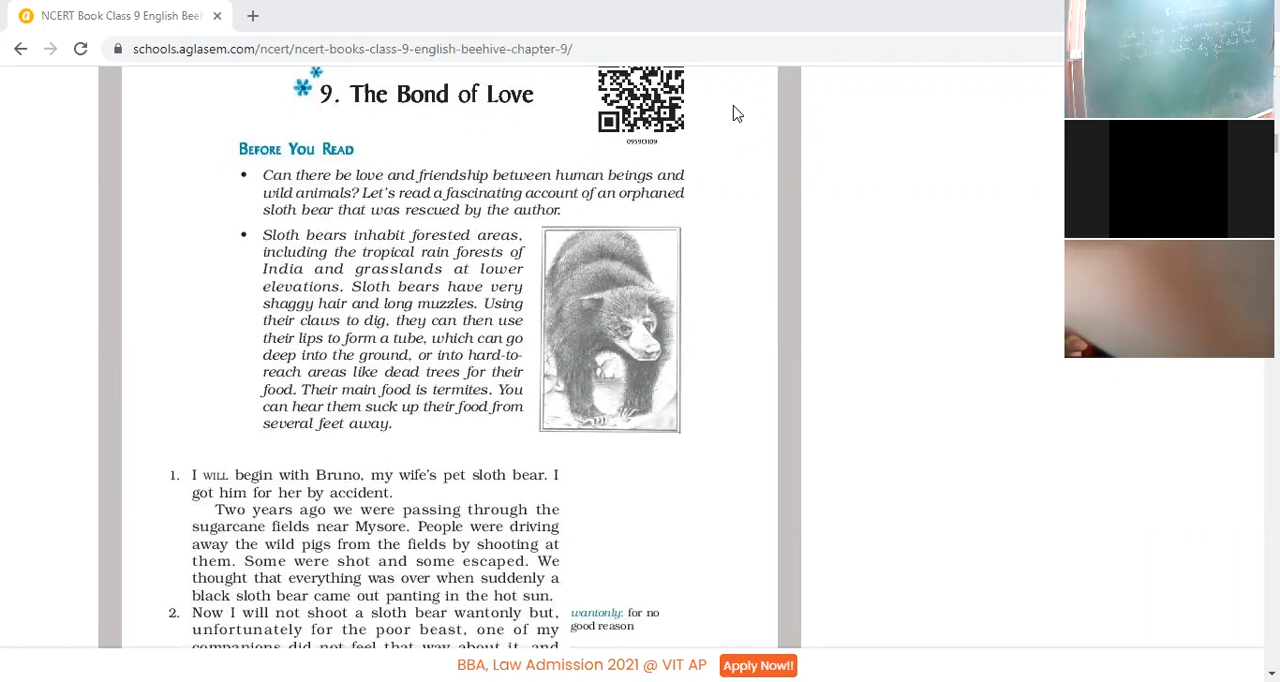 NCERT Book Class 9 English Beeh
schools.aglasem.com/ncert/ncert-books-class-9-english-beehive-chapter-9/
9. The Bond of Love
0959CH09
BEFORE YOU READ
• Can there be love and friendship between human beings and
wild animals? Let's read a fascinating account of an orphaned
sloth bear that was rescued by the author.
• Sloth bears inhabit forested areas,
including the tropical rain forests of
India and grasslands at lower
elevations. Sloth bears have very
shaggy hair and long muzzles. Using
their claws to dig, they can then use
their lips to form a tube, which can go
deep into the ground, or into hard-to-
reach areas like dead trees for their
food. Their main food is termites. You
can hear them suck up their food from
several feet away.
1. I WILL begin with Bruno, my wife's pet sloth bear. I
got him for her by accident.
Two years ago we were passing through the
sugarcane fields near Mysore. People were driving
away the wild pigs from the fields by shooting at
them. Some were shot and some escaped. We
thought that everything was over when suddenly a
black sloth bear came out panting in the hot sun.
2. Now I will not shoot a sloth bear wantonly but,
unfortunately for the poor beast, one of my
companions did not feel that way about it, and
wantonly: for no
good reason
BBA, Law Admission 2021 @ VIT AP
Apply Now!!